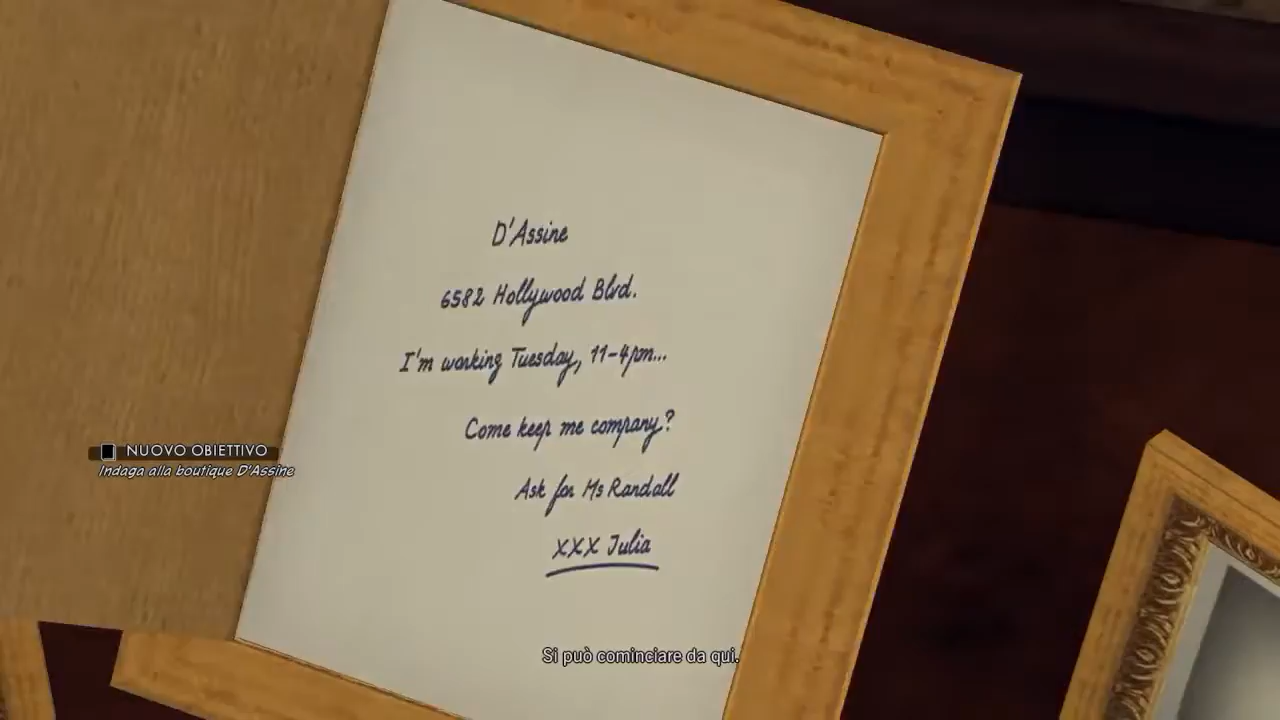 D'Assine
6582 Hollywood Blvd.
I'm working Tuesday, 11-4pm...
Come keep me company?
Ask for Ms Randall
XXX Julia
NUOVO OBIETTIVO
Indaga alla boutique D'Assine
Si può cominciare da qui.